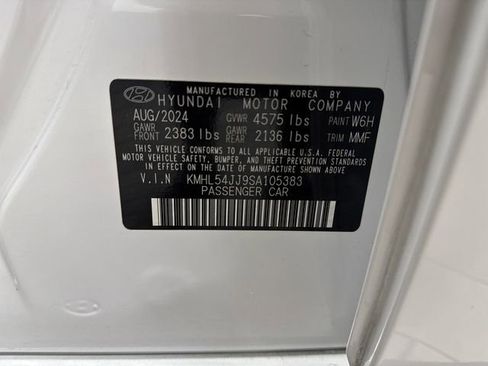 MANUFACTURED IN KOREA BY
HYUNDAI MOTOR COMPANY
AUG/2024 GVWR 4575 lbs PAINT W6H
GAWR FRONT 2383 lbs GAWR REAR 2136 lbs TRIM MMF
THIS VEHICLE CONFORMS TO ALL APPLICABLE U.S.A. FEDERAL
MOTOR VEHICLE SAFETY, BUMPER, AND THEFT PREVENTION
STANDARDS IN EFFECT ON THE DATE OF MANUFACTURE SHOWN ABOVE.
V.I.N KMHL54JJ9SA105383
PASSENGER CAR